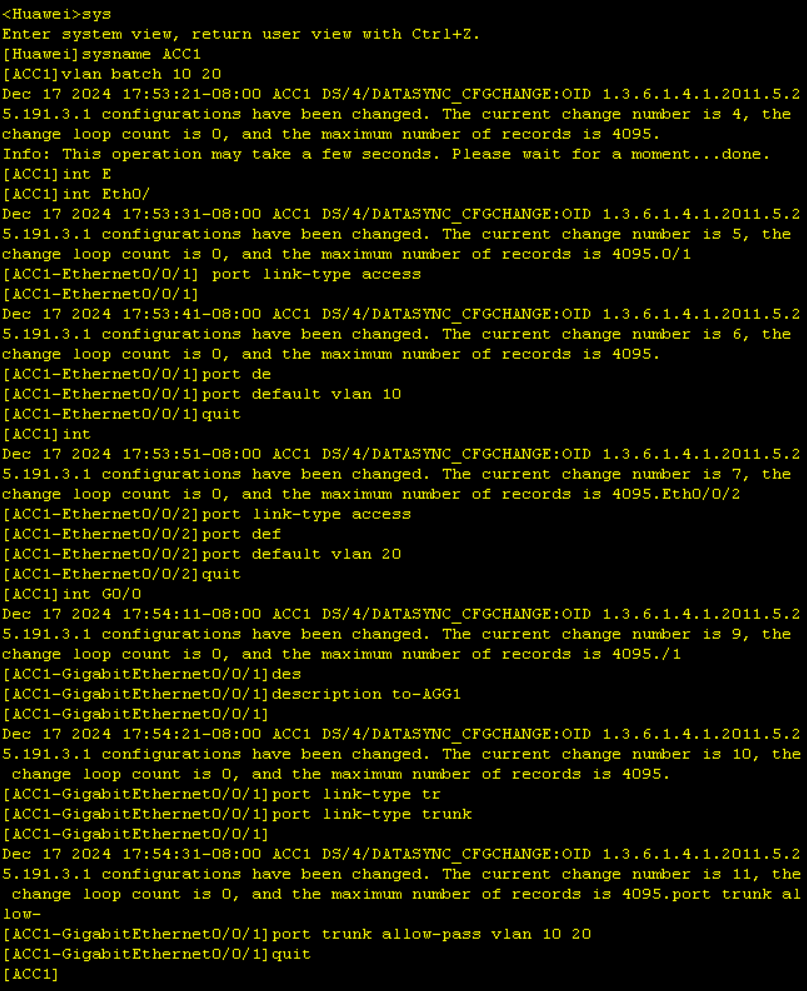 <Huawei>sys
Enter system view, return user view with Ctrl+Z.
[Huawei]sysname ACC1
[ACC1]vlan batch 10 20
Dec 17 2024 17:53:21-08:00 ACC1 DS/4/DATASYNC_CFGCHANGE:OID 1.3.6.1.4.1.2011.5.2
5.191.3.1 configurations have been changed. The current change number is 4, the
change loop count is 0, and the maximum number of records is 4095.
Info: This operation may take a few seconds. Please wait for a moment...done.
[ACC1]int E
[ACC1]int Eth0/
Dec 17 2024 17:53:31-08:00 ACC1 DS/4/DATASYNC_CFGCHANGE:OID 1.3.6.1.4.1.2011.5.2
5.191.3.1 configurations have been changed. The current change number is 5, the
change loop count is 0, and the maximum number of records is 4095.0/1
[ACC1-Ethernet0/0/1] port link-type access
[ACC1-Ethernet0/0/1]
Dec 17 2024 17:53:41-08:00 ACC1 DS/4/DATASYNC_CFGCHANGE:OID 1.3.6.1.4.1.2011.5.2
5.191.3.1 configurations have been changed. The current change number is 6, the
change loop count is 0, and the maximum number of records is 4095.
[ACC1-Ethernet0/0/1]port de
[ACC1-Ethernet0/0/1]port default vlan 10
[ACC1-Ethernet0/0/1]quit
[ACC1]int
Dec 17 2024 17:53:51-08:00 ACC1 DS/4/DATASYNC_CFGCHANGE:OID 1.3.6.1.4.1.2011.5.2
5.191.3.1 configurations have been changed. The current change number is 7, the
change loop count is 0, and the maximum number of records is 4095.Eth0/0/2
[ACC1-Ethernet0/0/2]port link-type access
[ACC1-Ethernet0/0/2]port def
[ACC1-Ethernet0/0/2]port default vlan 20
[ACC1-Ethernet0/0/2]quit
[ACC1]int G0/0
Dec 17 2024 17:54:11-08:00 ACC1 DS/4/DATASYNC_CFGCHANGE:OID 1.3.6.1.4.1.2011.5.2
5.191.3.1 configurations have been changed. The current change number is 9, the
change loop count is 0, and the maximum number of records is 4095./1
[ACC1-GigabitEthernet0/0/1]des
[ACC1-GigabitEthernet0/0/1]description to-AGG1
[ACC1-GigabitEthernet0/0/1]
Dec 17 2024 17:54:21-08:00 ACC1 DS/4/DATASYNC_CFGCHANGE:OID 1.3.6.1.4.1.2011.5.2
5.191.3.1 configurations have been changed. The current change number is 10, the
 change loop count is 0, and the maximum number of records is 4095.
[ACC1-GigabitEthernet0/0/1]port link-type tr
[ACC1-GigabitEthernet0/0/1]port link-type trunk
[ACC1-GigabitEthernet0/0/1]
Dec 17 2024 17:54:31-08:00 ACC1 DS/4/DATASYNC_CFGCHANGE:OID 1.3.6.1.4.1.2011.5.2
5.191.3.1 configurations have been changed. The current change number is 11, the
 change loop count is 0, and the maximum number of records is 4095.port trunk al
low-
[ACC1-GigabitEthernet0/0/1]port trunk allow-pass vlan 10 20
[ACC1-GigabitEthernet0/0/1]quit
[ACC1]